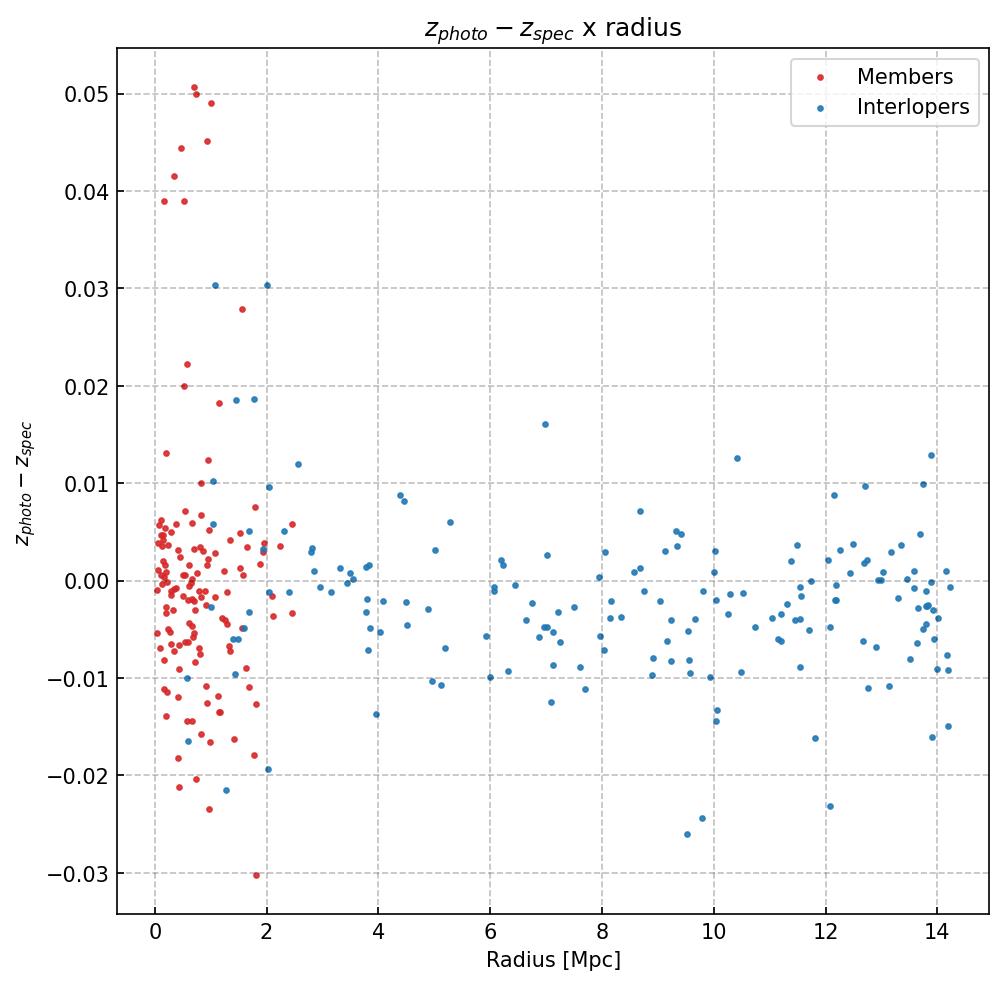 z_photo − z_spec x radius
Members
Interlopers
z_photo − z_spec
0.05
0.04
0.03
0.02
0.01
0.00
−0.01
−0.02
−0.03
0 2 4 6 8 10 12 14
Radius [Mpc]